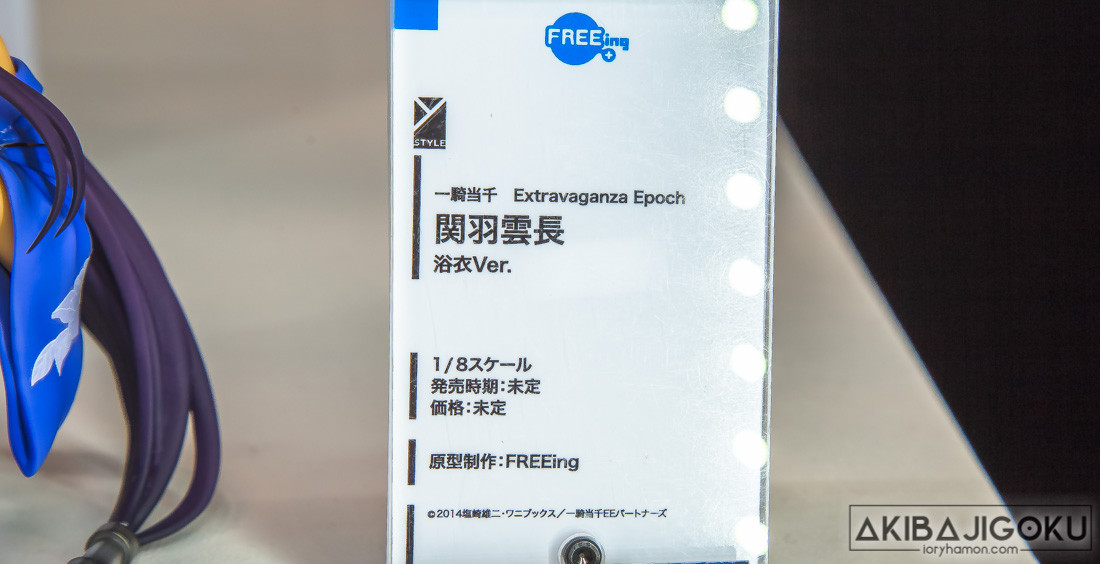 FREEing
Y STYLE
一騎当千 Extravaganza Epoch
関羽雲長
浴衣Ver.
1/8スケール
発売時期:未定
価格:未定
原型制作:FREEing
©2014塩崎雄二・ワニブックス/一騎当千EEパートナーズ
AKIBAJIGOKU
ioryhamon.com